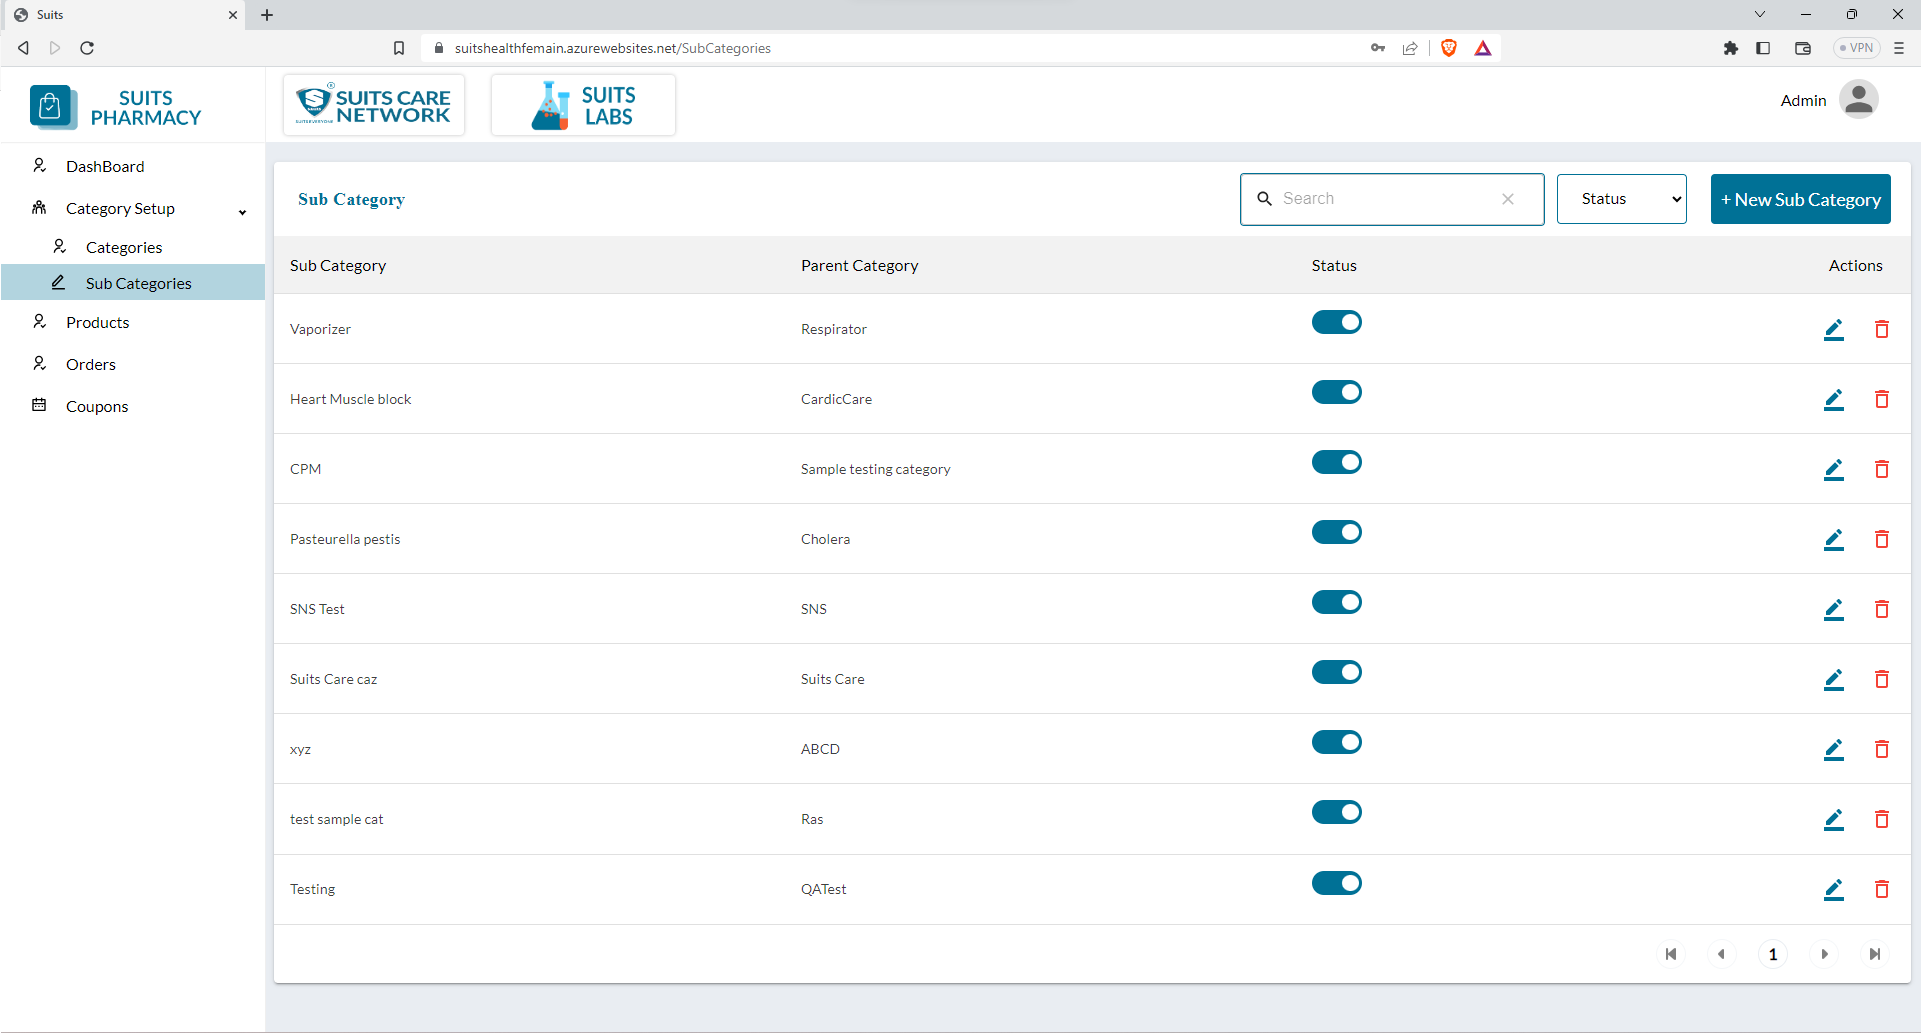 Suits
suitshealthfemain.azurewebsites.net/SubCategories
VPN
SUITS
PHARMACY
SUITS CARE
NETWORK
SUITS
LABS
Admin
DashBoard
Category Setup
Categories
Sub Categories
Products
Orders
Coupons
Sub Category
Search
Status
+ New Sub Category
Sub Category Parent Category Status Actions
Vaporizer Respirator
Heart Muscle block CardicCare
CPM Sample testing category
Pasteurella pestis Cholera
SNS Test SNS
Suits Care caz Suits Care
xyz ABCD
test sample cat Ras
Testing QATest
1